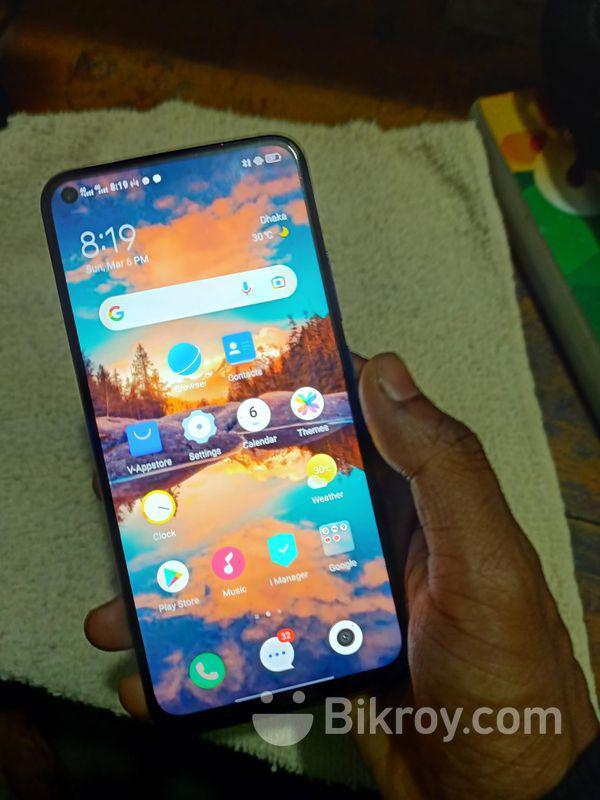 8:19
8:19
Dhaka
30°C
Sun, Mar 6 PM
G
Browser
Contacts
6
V-Appstore
Settings
Calendar
Themes
30°C
Clock
Weather
Play Store
Music
i Manager
Google
32
Bikroy.com